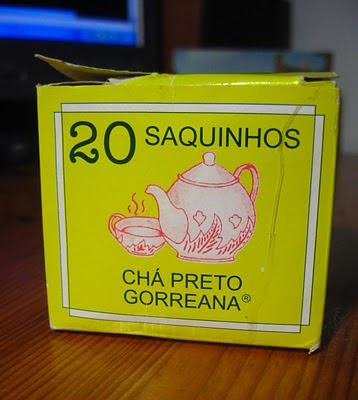 20 SAQUINHOS
CHÁ PRETO
GORREANA®